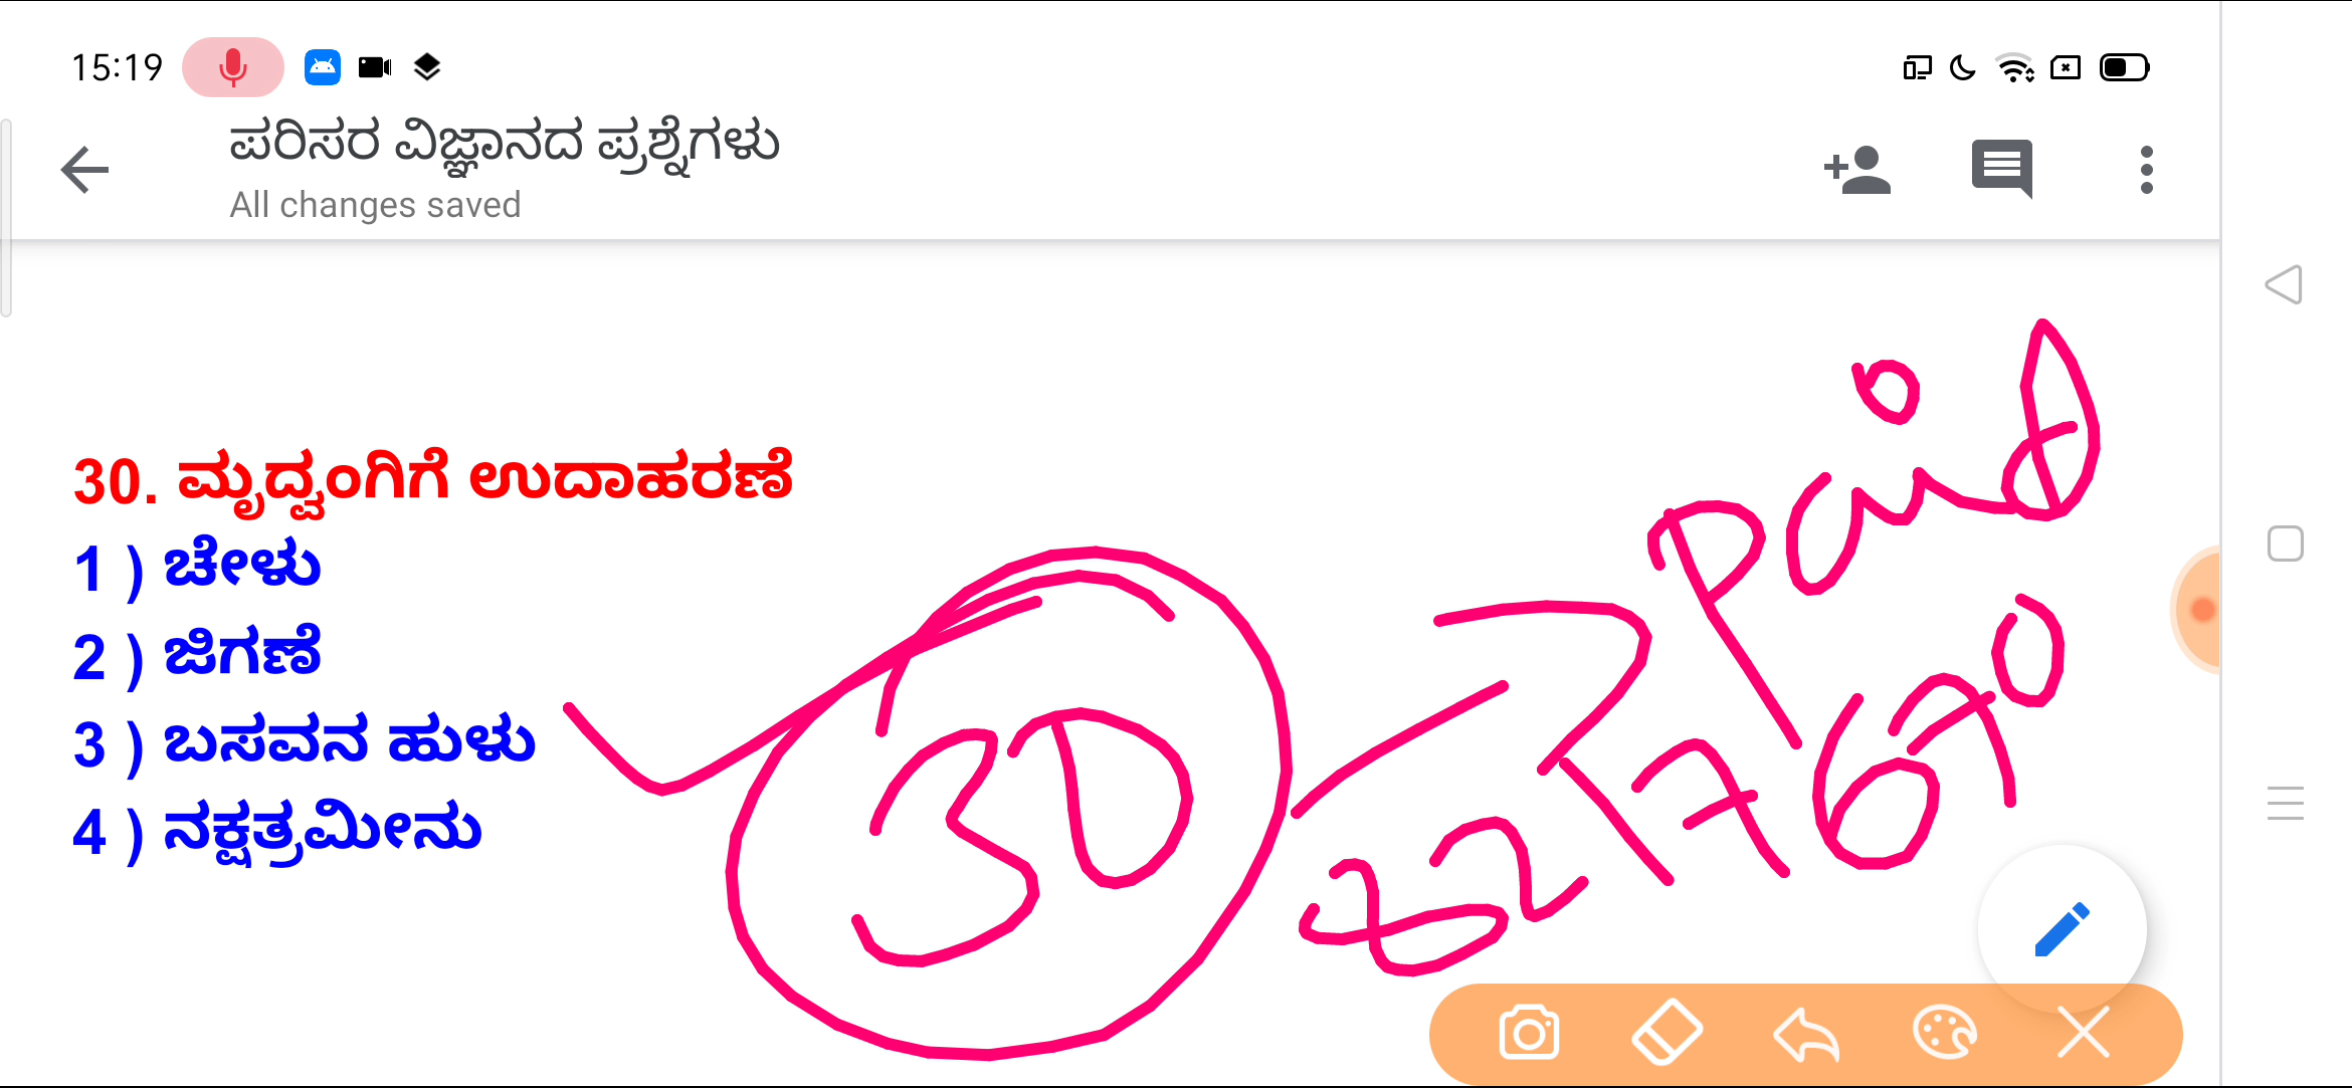 15:19
ಪರಿಸರ ವಿಜ್ಞಾನದ ಪ್ರಶ್ನೆಗಳು
All changes saved
30. ಮೃದ್ವಂಗಿಗೆ ಉದಾಹರಣೆ
1 ) ಚೇಳು
2 ) ಜಿಗಣೆ
3 ) ಬಸವನ ಹುಳು
4 ) ನಕ್ಷತ್ರಮೀನು
30
Paid